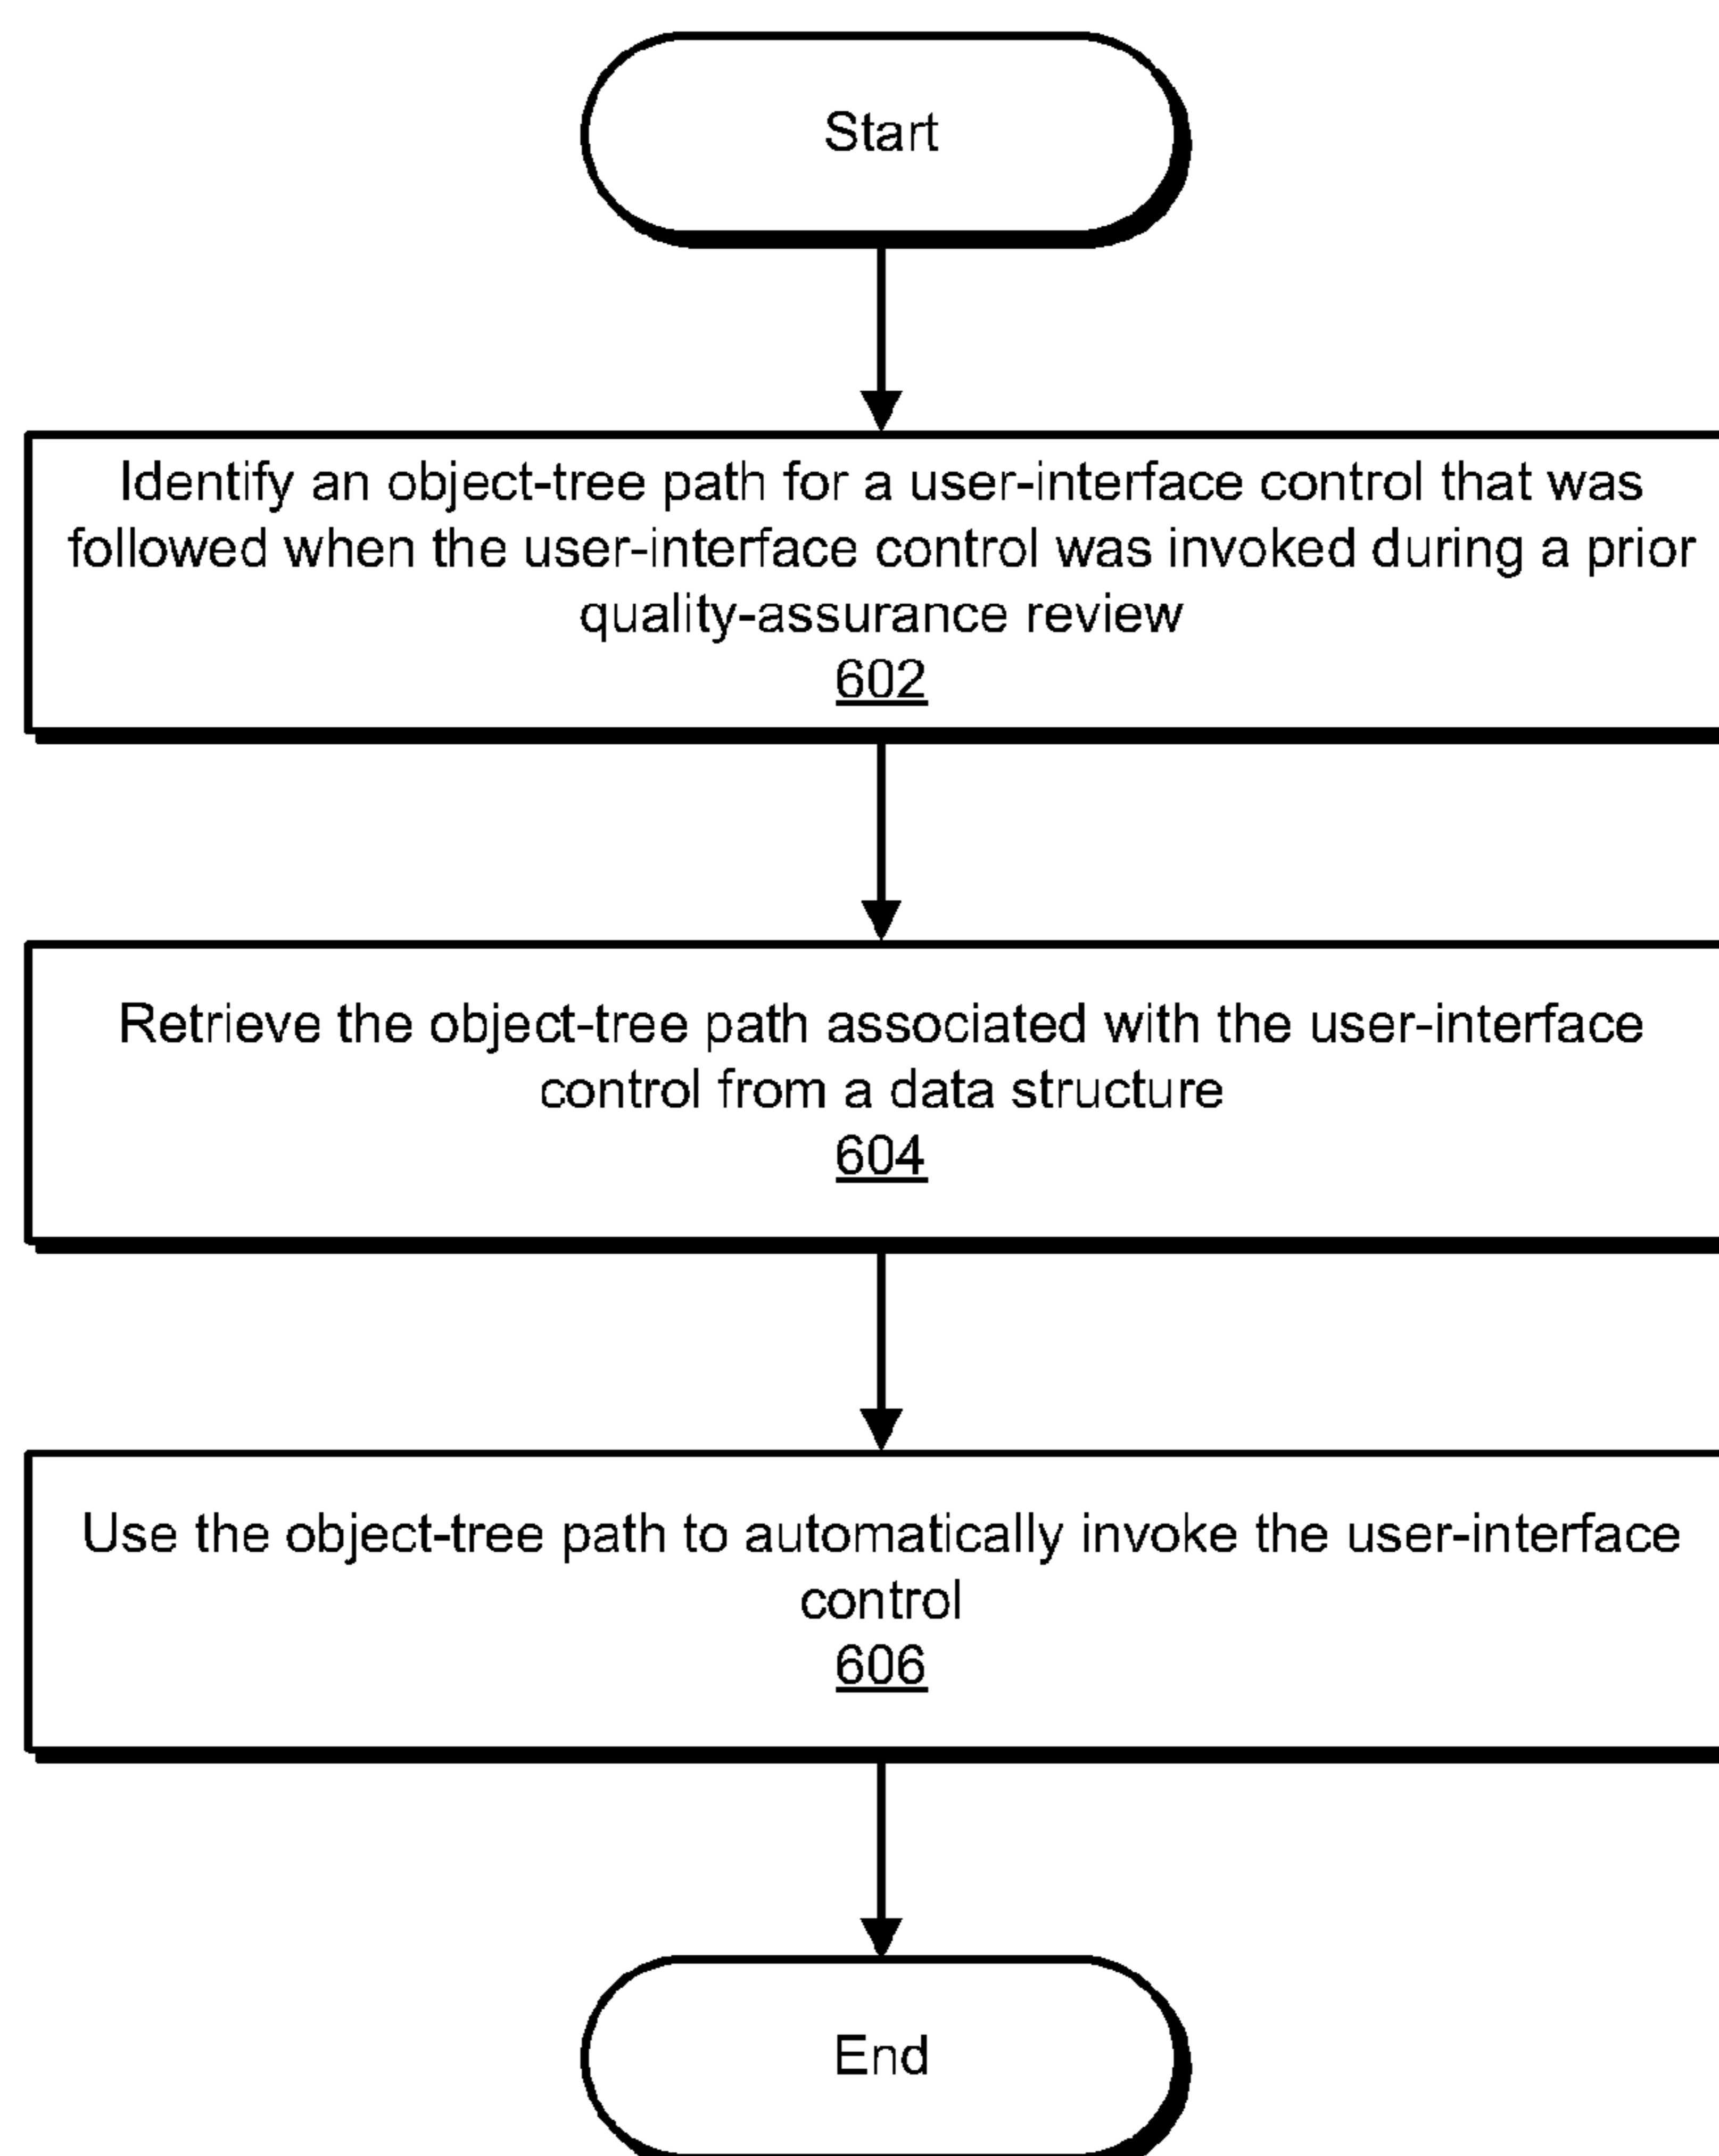 Start
Identify an object-tree path for a user-interface control that was
followed when the user-interface control was invoked during a prior
quality-assurance review
602
Retrieve the object-tree path associated with the user-interface
control from a data structure
604
Use the object-tree path to automatically invoke the user-interface
control
606
End